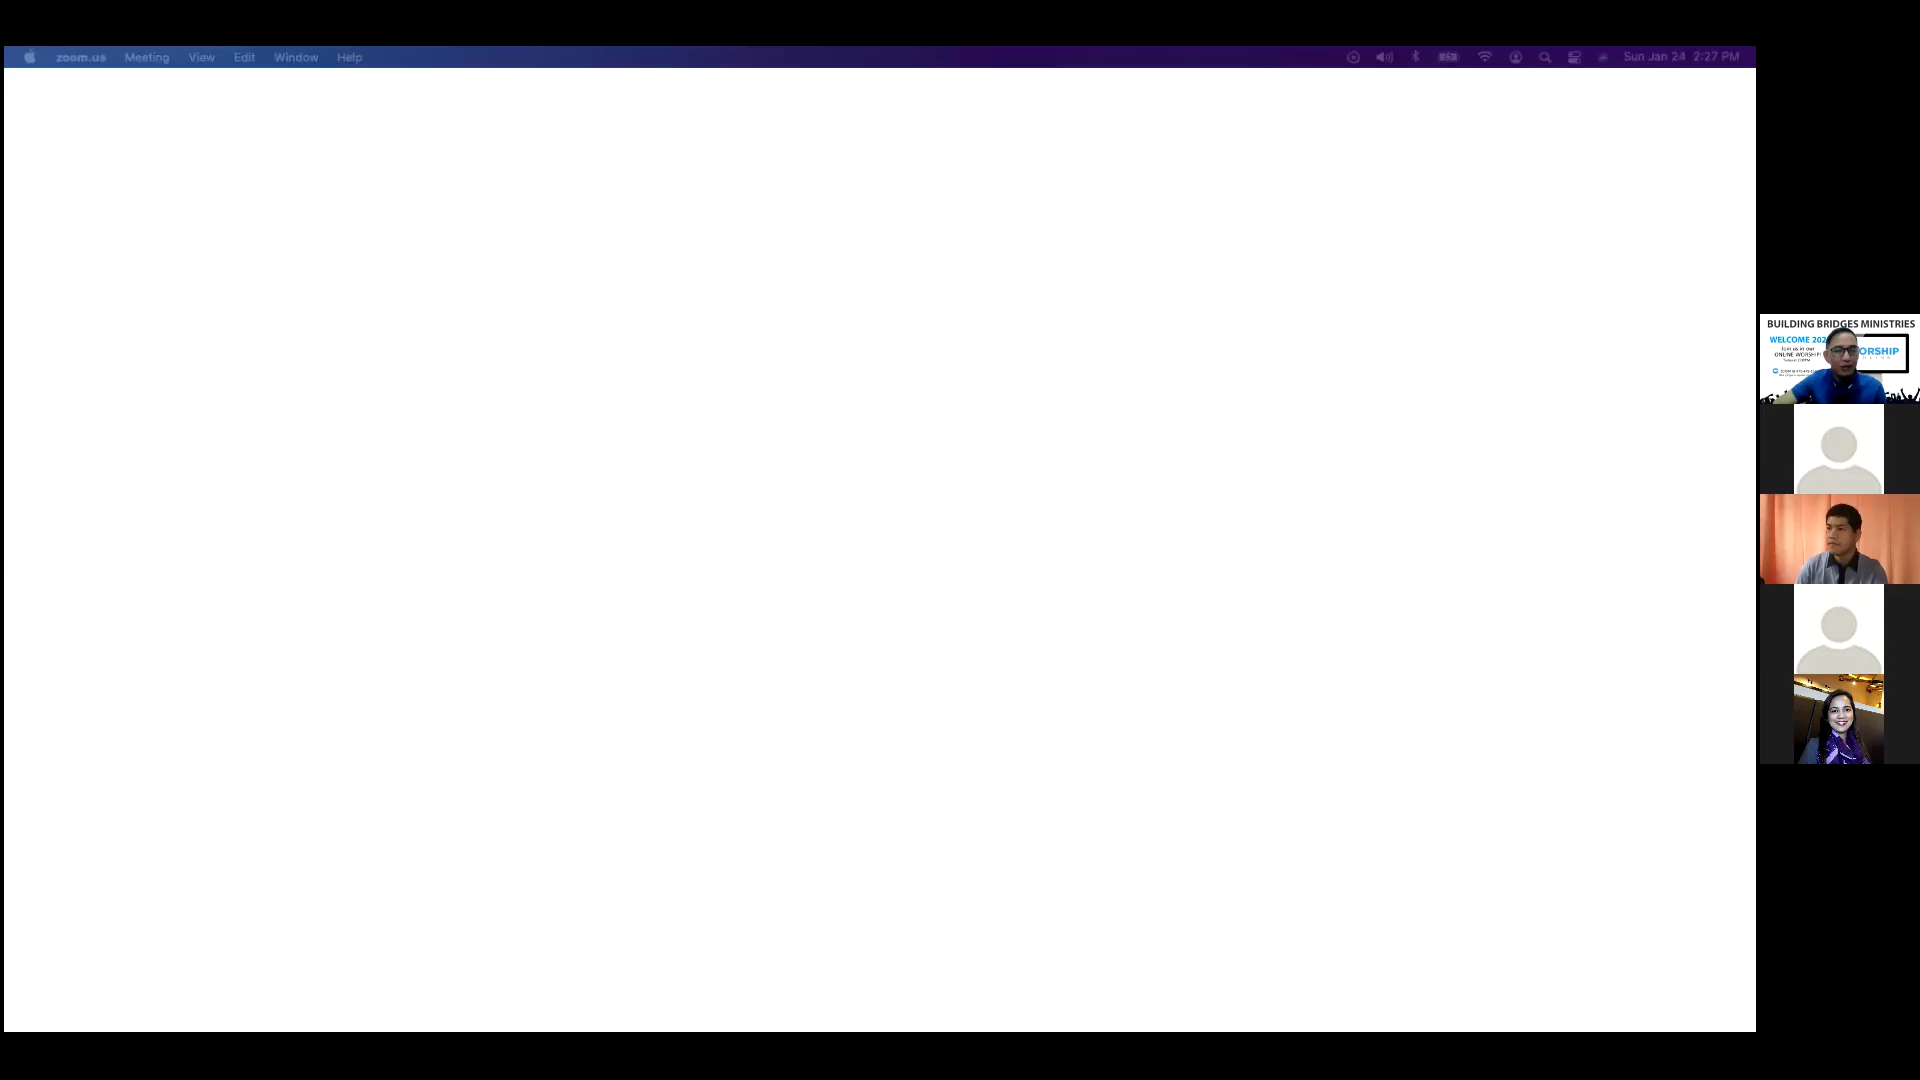 zoom.us Meeting View Edit Window Help Sun Jan 24 2:27 PM
BUILDING BRIDGES MINISTRIES
WELCOME 202
Join us in our
ONLINE WORSHIP!
ORSHIP